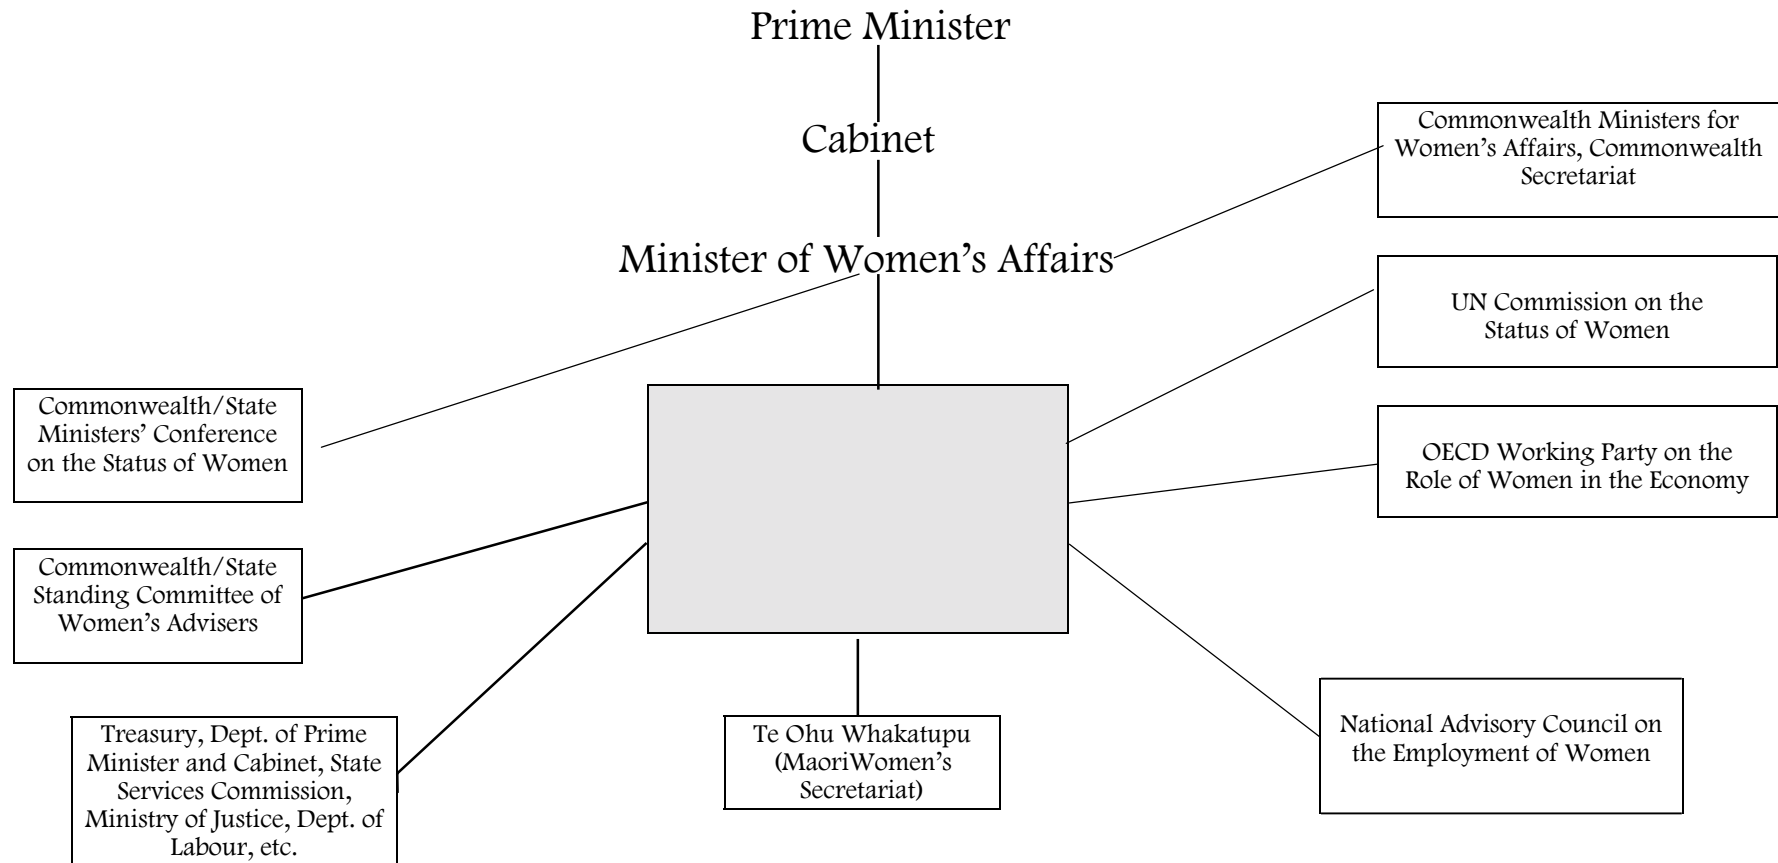 Prime Minister
Cabinet
Minister of Women’s Affairs
Commonwealth Ministers for
Women’s Affairs, Commonwealth
Secretariat
UN Commission on the
Status of Women
Commonwealth/State
Ministers’ Conference
on the Status of Women
OECD Working Party on the
Role of Women in the Economy
Commonwealth/State
Standing Committee of
Women’s Advisers
Treasury, Dept. of Prime
Minister and Cabinet, State
Services Commission,
Ministry of Justice, Dept. of
Labour, etc.
Te Ohu Whakatupu
(MaoriWomen’s
Secretariat)
National Advisory Council on
the Employment of Women